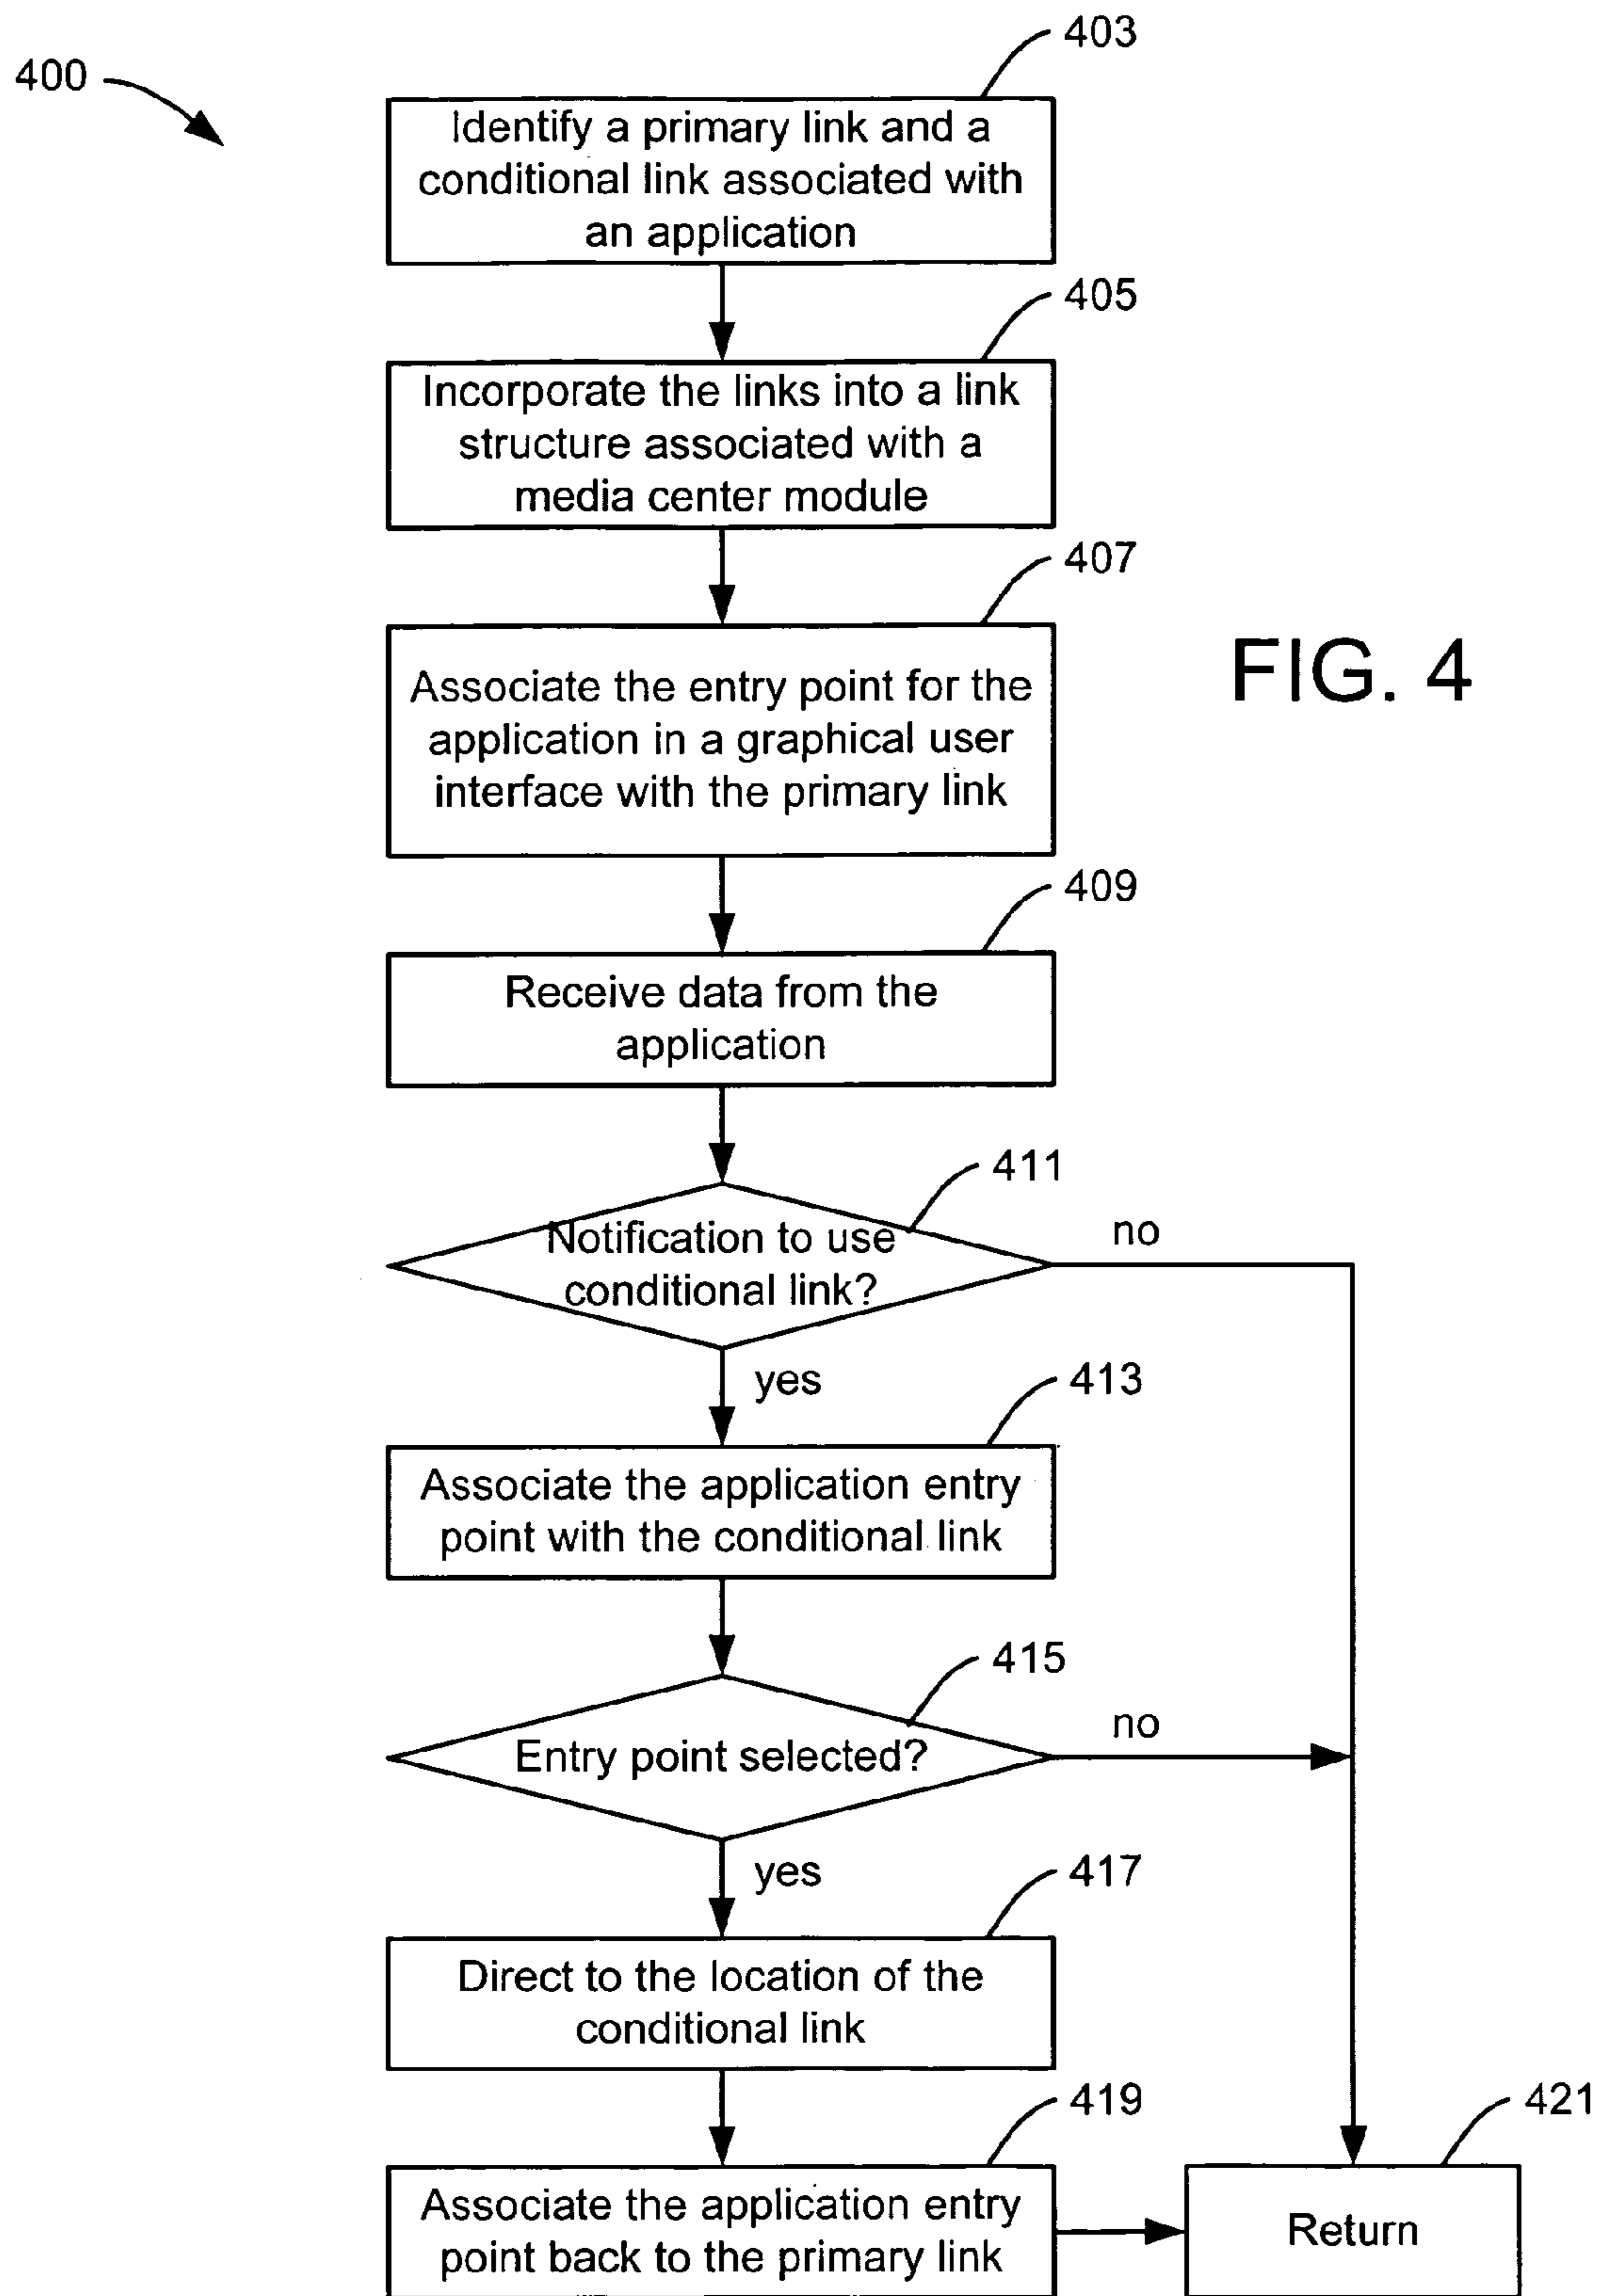 400
403
Identify a primary link and a
conditional link associated with
an application
405
Incorporate the links into a link
structure associated with a
media center module
407
Associate the entry point for the
application in a graphical user
interface with the primary link
FIG. 4
409
Receive data from the
application
411
Notification to use
conditional link?
no
yes
413
Associate the application entry
point with the conditional link
415
Entry point selected?
no
yes
417
Direct to the location of the
conditional link
419
Associate the application entry
point back to the primary link
421
Return